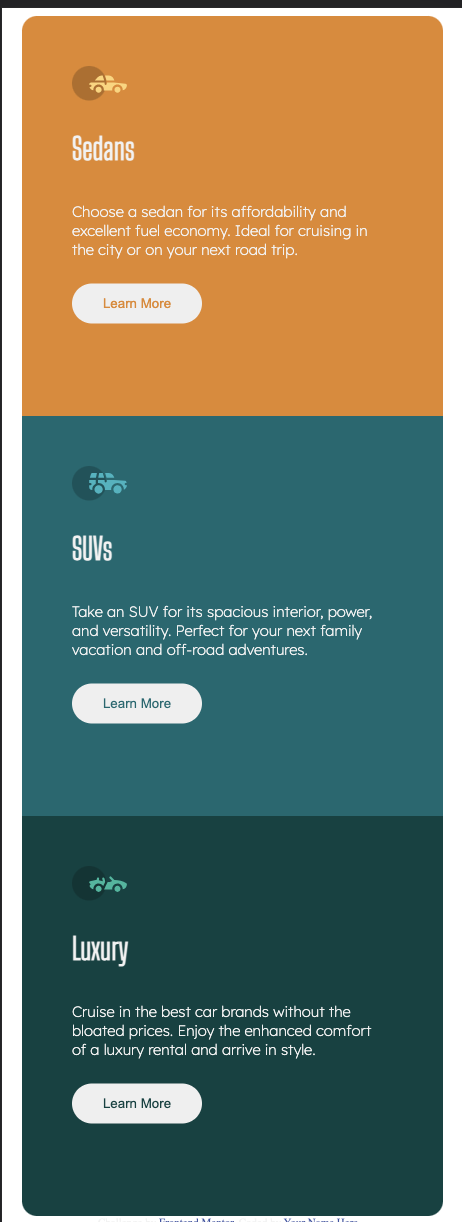 Sedans
Choose a sedan for its affordability and
excellent fuel economy. Ideal for cruising in
the city or on your next road trip.
Learn More
SUVs
Take an SUV for its spacious interior, power,
and versatility. Perfect for your next family
vacation and off-road adventures.
Learn More
Luxury
Cruise in the best car brands without the
bloated prices. Enjoy the enhanced comfort
of a luxury rental and arrive in style.
Learn More
Frontend Mentor Your Name Here